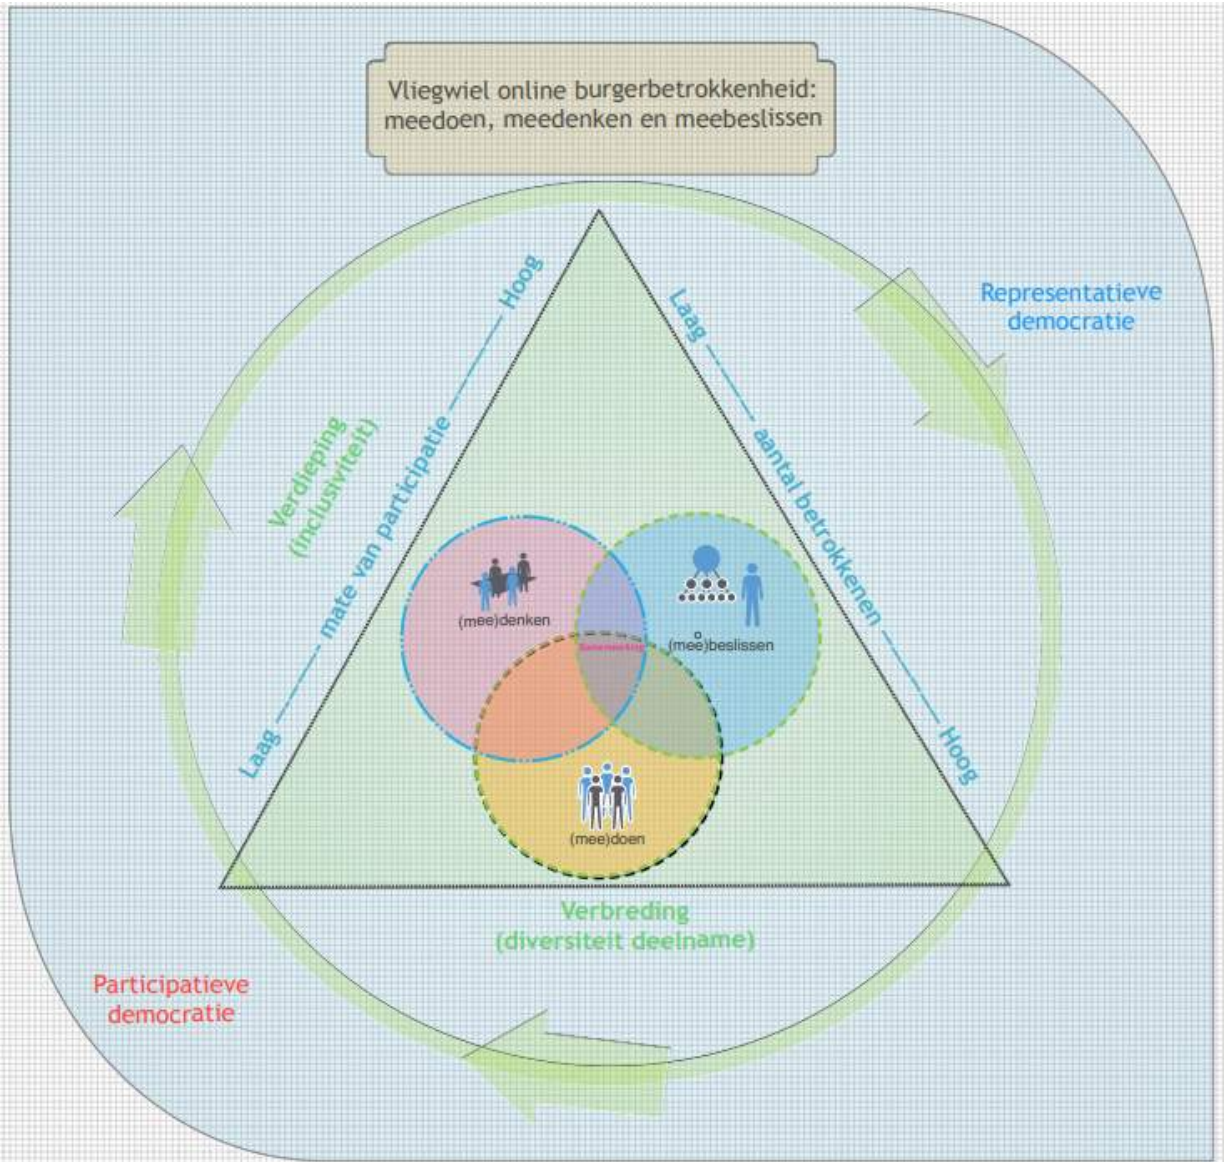 Vliegwiel online burgerbetrokkenheid:
meedoen, meedenken en meebeslissen
Representatieve
democratie
Hoog
Laag
Verdieping
(inclusiviteit)
mate van participatie
aantal betrokkenen
(mee)denken
(mee)beslissen
Laag
Hoog
(mee)doen
Verbreding
(diversiteit deelname)
Participatieve
democratie